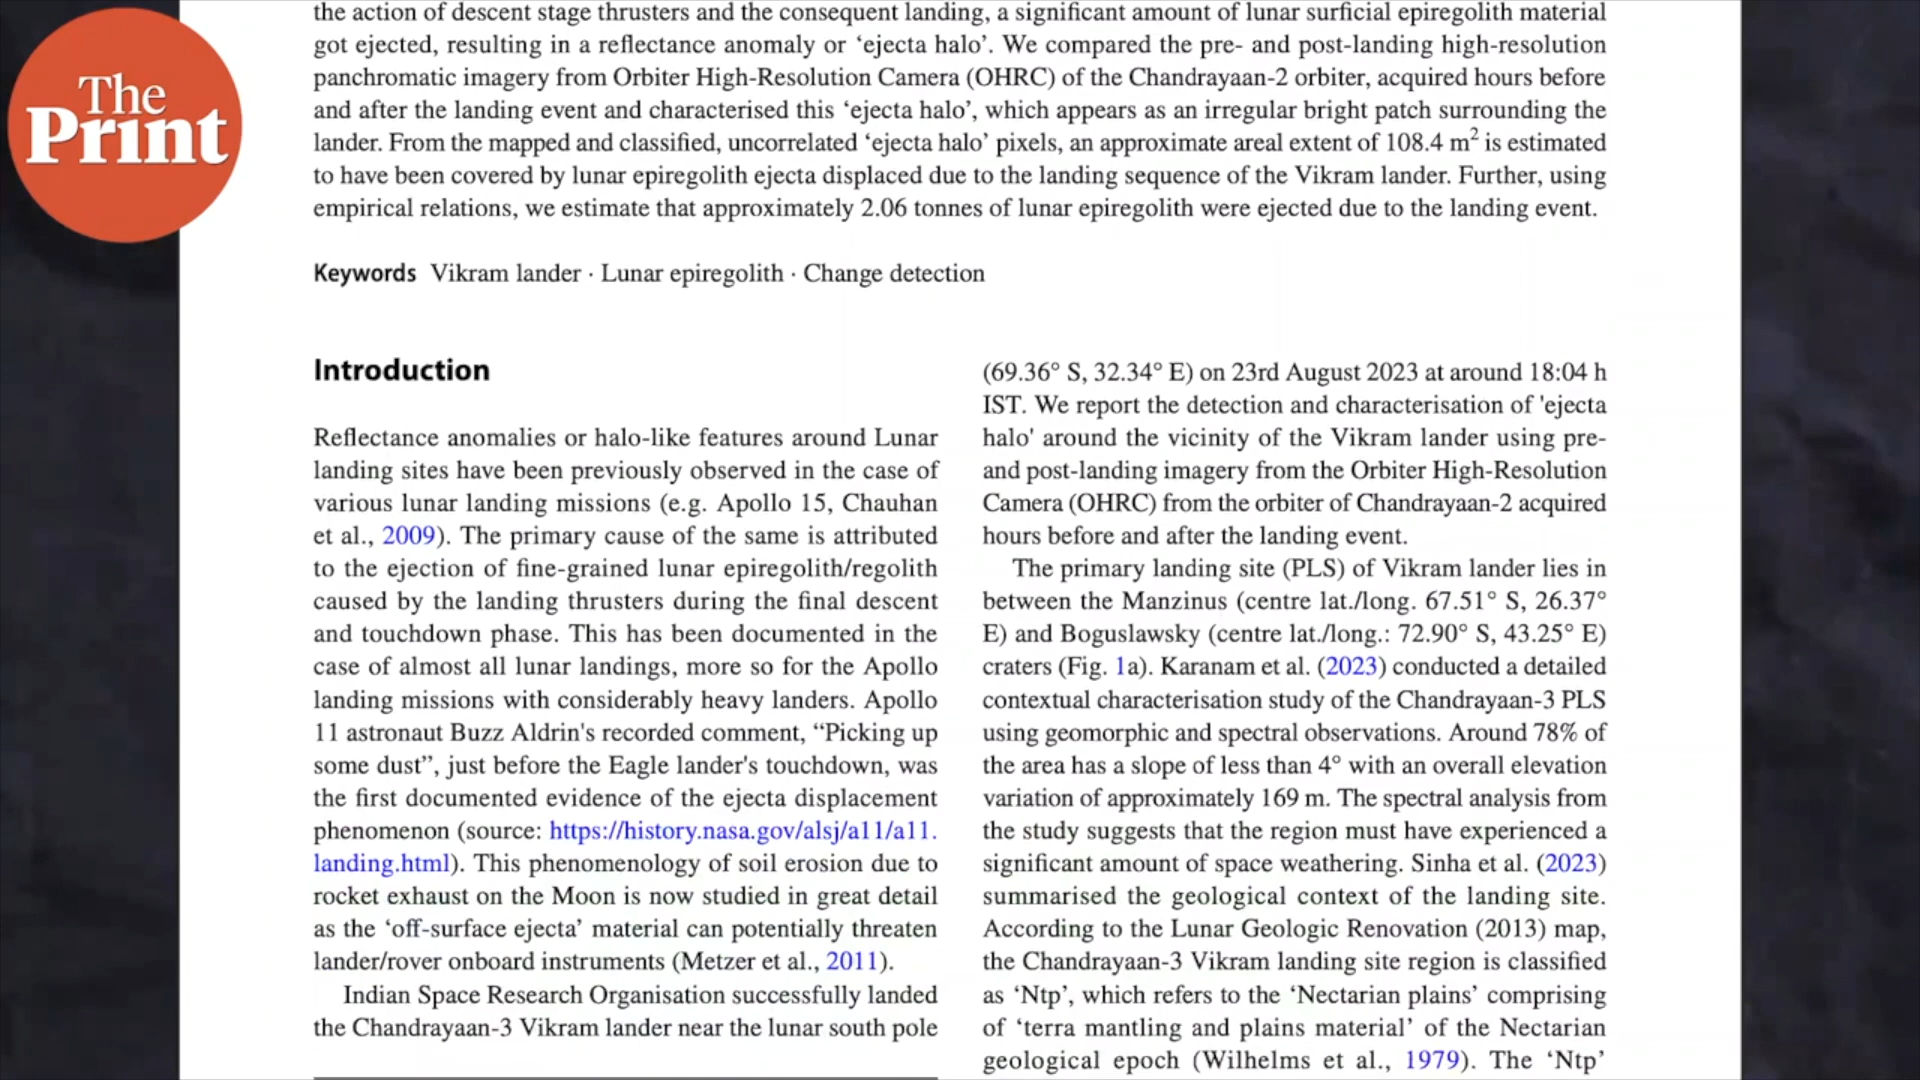 The
Print
the action of descent stage thrusters and the consequent landing, a significant amount of lunar surficial epiregolith material
got ejected, resulting in a reflectance anomaly or ‘ejecta halo’. We compared the pre- and post-landing high-resolution
panchromatic imagery from Orbiter High-Resolution Camera (OHRC) of the Chandrayaan-2 orbiter, acquired hours before
and after the landing event and characterised this ‘ejecta halo’, which appears as an irregular bright patch surrounding the
lander. From the mapped and classified, uncorrelated ‘ejecta halo’ pixels, an approximate areal extent of 108.4 m² is estimated
to have been covered by lunar epiregolith ejecta displaced due to the landing sequence of the Vikram lander. Further, using
empirical relations, we estimate that approximately 2.06 tonnes of lunar epiregolith were ejected due to the landing event.
Keywords Vikram lander · Lunar epiregolith · Change detection
Introduction
Reflectance anomalies or halo-like features around Lunar
landing sites have been previously observed in the case of
various lunar landing missions (e.g. Apollo 15, Chauhan
et al., 2009). The primary cause of the same is attributed
to the ejection of fine-grained lunar epiregolith/regolith
caused by the landing thrusters during the final descent
and touchdown phase. This has been documented in the
case of almost all lunar landings, more so for the Apollo
landing missions with considerably heavy landers. Apollo
11 astronaut Buzz Aldrin's recorded comment, “Picking up
some dust”, just before the Eagle lander's touchdown, was
the first documented evidence of the ejecta displacement
phenomenon (source: https://history.nasa.gov/alsj/a11/a11.
landing.html). This phenomenology of soil erosion due to
rocket exhaust on the Moon is now studied in great detail
as the ‘off-surface ejecta’ material can potentially threaten
lander/rover onboard instruments (Metzer et al., 2011).
Indian Space Research Organisation successfully landed
the Chandrayaan-3 Vikram lander near the lunar south pole
(69.36° S, 32.34° E) on 23rd August 2023 at around 18:04 h
IST. We report the detection and characterisation of 'ejecta
halo' around the vicinity of the Vikram lander using pre-
and post-landing imagery from the Orbiter High-Resolution
Camera (OHRC) from the orbiter of Chandrayaan-2 acquired
hours before and after the landing event.
The primary landing site (PLS) of Vikram lander lies in
between the Manzinus (centre lat./long. 67.51° S, 26.37°
E) and Boguslawsky (centre lat./long.: 72.90° S, 43.25° E)
craters (Fig. 1a). Karanam et al. (2023) conducted a detailed
contextual characterisation study of the Chandrayaan-3 PLS
using geomorphic and spectral observations. Around 78% of
the area has a slope of less than 4° with an overall elevation
variation of approximately 169 m. The spectral analysis from
the study suggests that the region must have experienced a
significant amount of space weathering. Sinha et al. (2023)
summarised the geological context of the landing site.
According to the Lunar Geologic Renovation (2013) map,
the Chandrayaan-3 Vikram landing site region is classified
as ‘Ntp’, which refers to the ‘Nectarian plains’ comprising
of ‘terra mantling and plains material’ of the Nectarian
geological epoch (Wilhelms et al., 1979). The ‘Ntp’